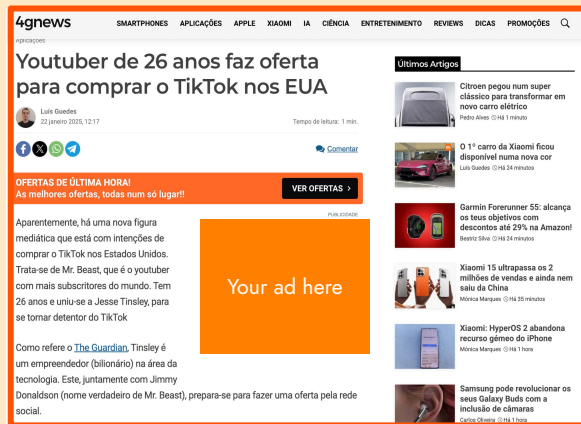 4gnews
SMARTPHONES APLICAÇÕES APPLE XIAOMI IA CIÊNCIA ENTRETENIMENTO REVIEWS DICAS PROMOÇÕES
Aplicações
Youtuber de 26 anos faz oferta
para comprar o TikTok nos EUA
Luís Guedes
22 janeiro 2025, 12:17
Tempo de leitura: 1 min.
Comentar
OFERTAS DE ÚLTIMA HORA!
As melhores ofertas, todas num só lugar!!
VER OFERTAS
PUBLICIDADE
Your ad here
Aparentemente, há uma nova figura
mediática que está com intenções de
comprar o TikTok nos Estados Unidos.
Trata-se de Mr. Beast, que é o youtuber
com mais subscritores do mundo. Tem
26 anos e uniu-se a Jesse Tinsley, para
se tornar detentor do TikTok
Como refere o The Guardian, Tinsley é
um empreendedor (bilionário) na área da
tecnologia. Este, juntamente com Jimmy
Donaldson (nome verdadeiro de Mr. Beast), prepara-se para fazer uma oferta pela rede
social.
Últimos Artigos
Citroen pegou num super
clássico para transformar em
novo carro elétrico
Pedro Alves Há 1 minuto
O 1º carro da Xiaomi ficou
disponível numa nova cor
Luís Guedes Há 24 minutos
Garmin Forerunner 55: alcança
os teus objetivos com
descontos até 29% na Amazon!
Beatriz Silva Há 24 minutos
Xiaomi 15 ultrapassa os 2
milhões de vendas e ainda nem
saiu da China
Mónica Marques Há 35 minutos
Xiaomi: HyperOS 2 abandona
recurso gémeo do iPhone
Mónica Marques Há 1 hora
Samsung pode revolucionar os
seus Galaxy Buds com a
inclusão de câmaras
Carlos Oliveira Há 1 hora